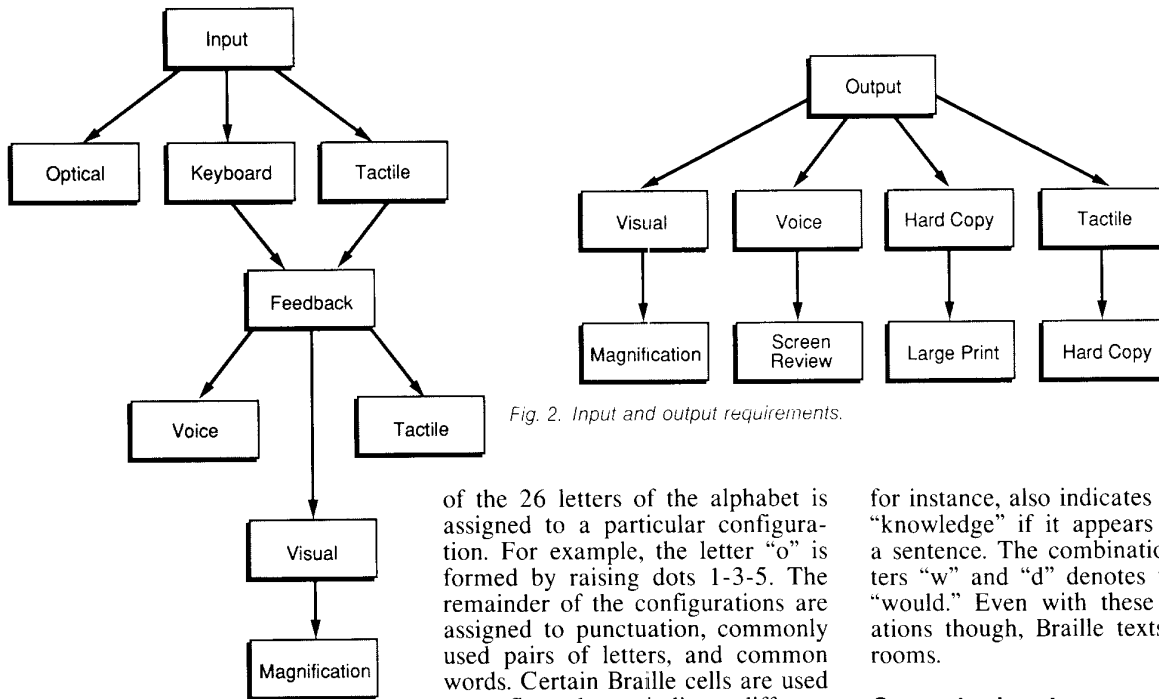 Input
Optical
Keyboard
Tactile
Feedback
Voice
Tactile
Visual
Magnification
Output
Visual
Voice
Hard Copy
Tactile
Magnification
Screen
Review
Large Print
Hard Copy
Fig. 2. Input and output requirements.
of the 26 letters of the alphabet is
assigned to a particular configura-
tion. For example, the letter “o” is
formed by raising dots 1-3-5. The
remainder of the configurations are
assigned to punctuation, commonly
used pairs of letters, and common
words. Certain Braille cells are used
for instance, also indicates
“knowledge” if it appears
a sentence. The combinatio
ters “w” and “d” denotes
“would.” Even with these
ations though, Braille texts
rooms.